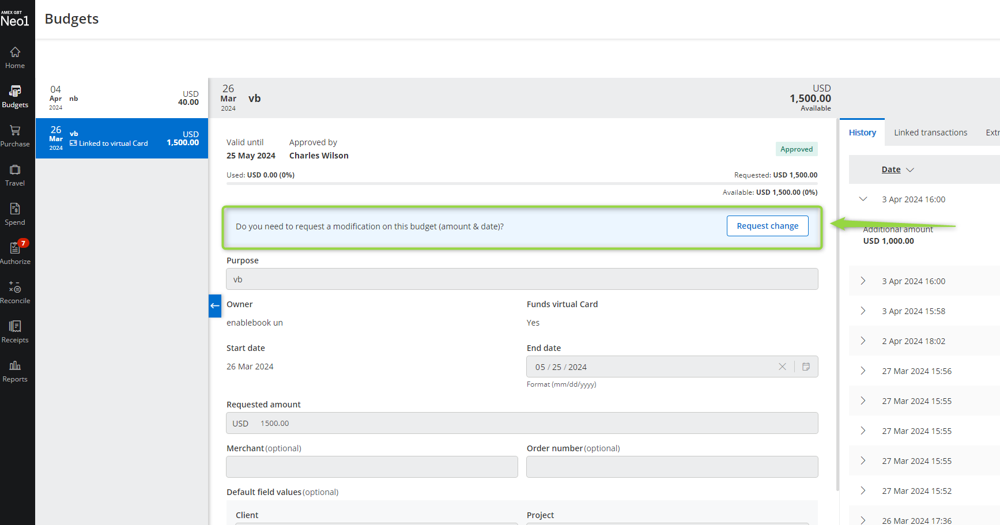 AMEX GBT
Neo1
Budgets
Home
Budgets
Purchase
Travel
Spend
7
Authorize
Reconcile
Receipts
Reports
04
Apr
2024
nb
USD
40.00
26
Mar
2024
vb
Linked to virtual Card
USD
1,500.00
26
Mar
2024
vb
USD
1,500.00
Available
Valid until
25 May 2024
Approved by
Charles Wilson
Approved
Used: USD 0.00 (0%)
Requested: USD 1,500.00
Available: USD 1,500.00 (0%)
Do you need to request a modification on this budget (amount & date)?
Request change
Purpose
vb
Owner
enablebook un
Funds virtual Card
Yes
Start date
26 Mar 2024
End date
05 / 25 / 2024
Format (mm/dd/yyyy)
Requested amount
USD 1500.00
Merchant (optional)
Order number (optional)
Default field values (optional)
Client
Project
History
Linked transactions
Extr
Date
3 Apr 2024 16:00
Additional amount
USD 1,000.00
3 Apr 2024 16:00
3 Apr 2024 15:58
2 Apr 2024 18:02
27 Mar 2024 15:56
27 Mar 2024 15:55
27 Mar 2024 15:55
27 Mar 2024 15:55
27 Mar 2024 15:52
26 Mar 2024 17:36